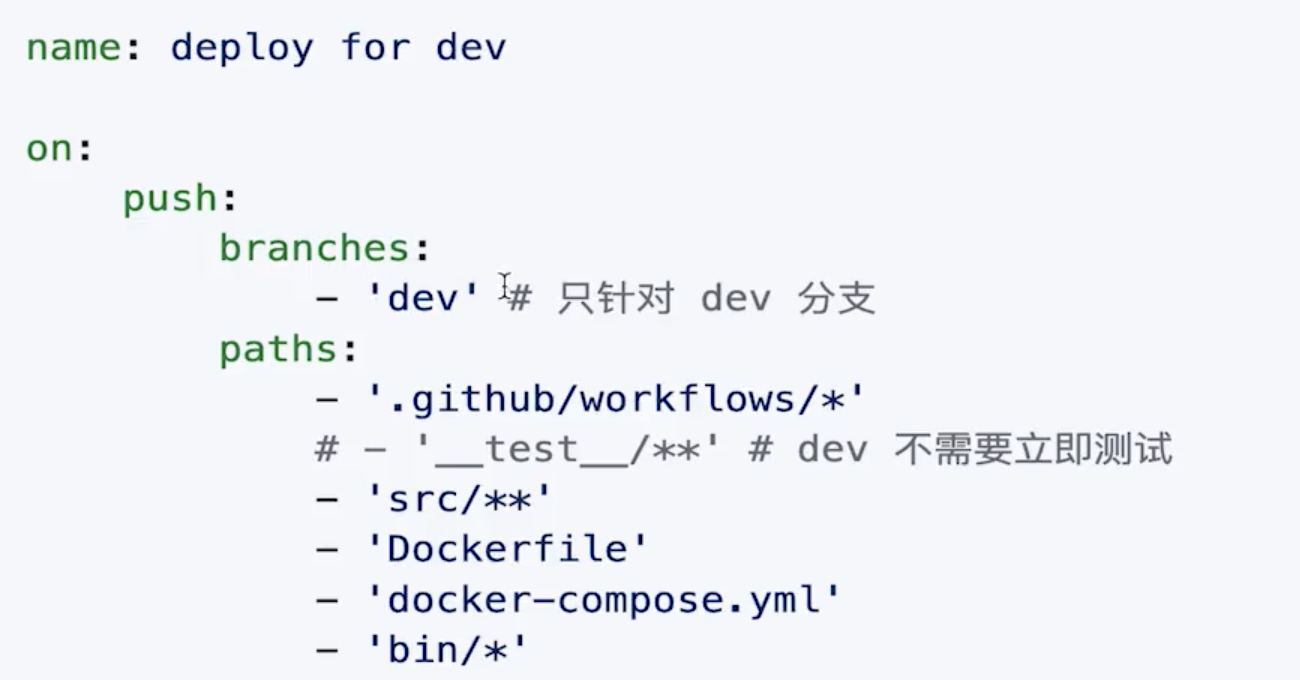 name: deploy for dev
on:
push:
branches:
- 'dev' # 只针对 dev 分支
paths:
- '.github/workflows/*'
# - '__test__/**' # dev 不需要立即测试
- 'src/**'
- 'Dockerfile'
- 'docker-compose.yml'
- 'bin/*'